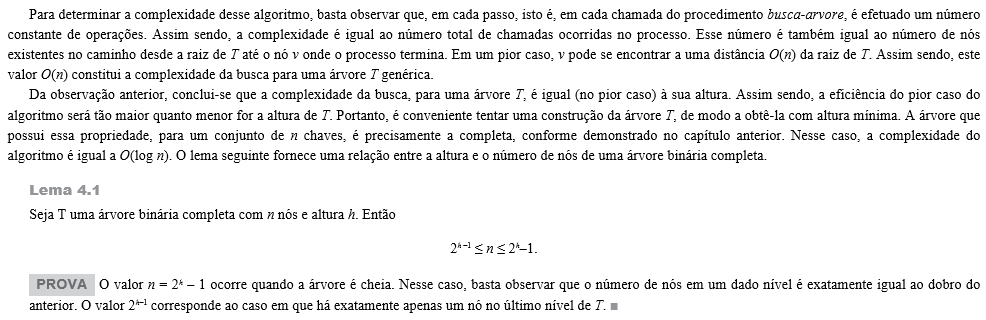 Para determinar a complexidade desse algoritmo, basta observar que, em cada passo, isto é, em cada chamada do procedimento busca-arvore, é efetuado um número
constante de operações. Assim sendo, a complexidade é igual ao número total de chamadas ocorridas no processo. Esse número é também igual ao número de nós
existentes no caminho desde a raiz de T até o nó v onde o processo termina. Em um pior caso, v pode se encontrar a uma distância O(n) da raiz de T. Assim sendo, este
valor O(n) constitui a complexidade da busca para uma árvore T genérica.
Da observação anterior, conclui-se que a complexidade da busca, para uma árvore T, é igual (no pior caso) à sua altura. Assim sendo, a eficiência do pior caso do
algoritmo será tão maior quanto menor for a altura de T. Portanto, é conveniente tentar uma construção da árvore T, de modo a obtê-la com altura mínima. A árvore que
possui essa propriedade, para um conjunto de n chaves, é precisamente a completa, conforme demonstrado no capítulo anterior. Nesse caso, a complexidade do
algoritmo é igual a O(log n). O lema seguinte fornece uma relação entre a altura e o número de nós de uma árvore binária completa.
Lema 4.1
Seja T uma árvore binária completa com n nós e altura h. Então
2ʰ⁻¹ ≤ n ≤ 2ʰ–1.
PROVA O valor n = 2ʰ – 1 ocorre quando a árvore é cheia. Nesse caso, basta observar que o número de nós em um dado nível é exatamente igual ao dobro do
anterior. O valor 2ʰ⁻¹ corresponde ao caso em que há exatamente apenas um nó no último nível de T. ■